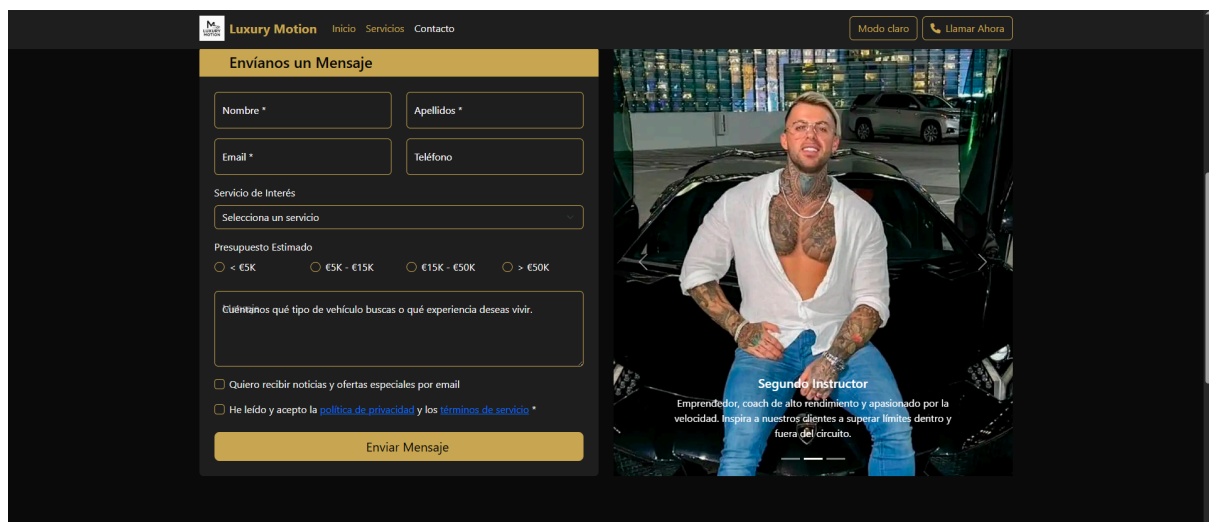 Luxury Motion Inicio Servicios Contacto Modo claro Llamar Ahora
Envíanos un Mensaje
Nombre * Apellidos *
Email * Teléfono
Servicio de Interés
Selecciona un servicio
Presupuesto Estimado
< €5K €5K - €15K €15K - €50K > €50K
Cuéntanos qué tipo de vehículo buscas o qué experiencia deseas vivir.
Quiero recibir noticias y ofertas especiales por email
He leído y acepto la política de privacidad y los términos de servicio *
Enviar Mensaje
Segundo Instructor
Emprendedor, coach de alto rendimiento y apasionado por la
velocidad. Inspira a nuestros clientes a superar límites dentro y
fuera del circuito.